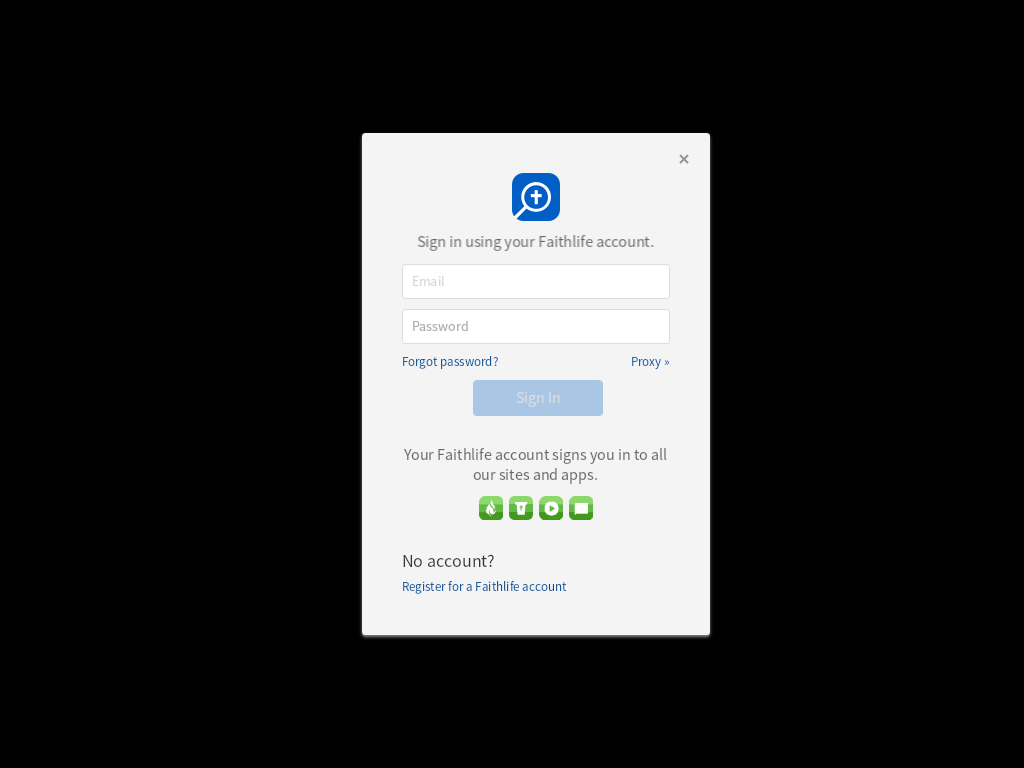 Sign in using your Faithlife account.
Email
Password
Forgot password?
Proxy »
Sign In
Your Faithlife account signs you in to all
our sites and apps.
No account?
Register for a Faithlife account